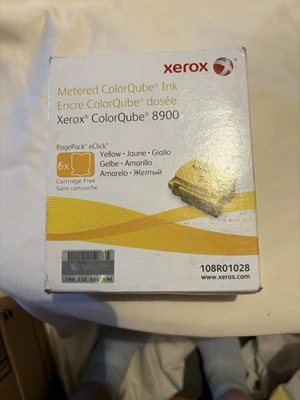 xerox
Metered ColorQube® Ink
Encre ColorQube® dosée
Xerox® ColorQube® 8900
PagePack® eClick®
6x
Cartridge-Free
Sans cartouche
Yellow • Jaune • Giallo
Gelbe • Amarillo
Amarelo • Желтый
108R01028
www.xerox.com